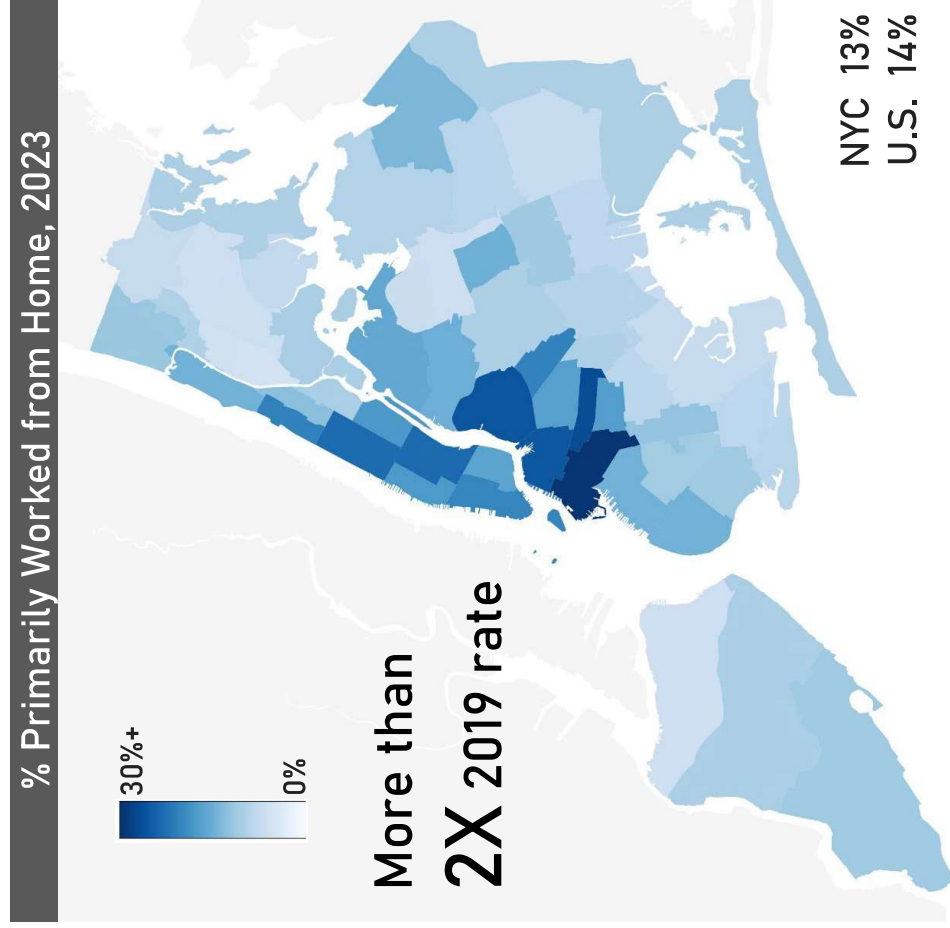 % Primarily Worked from Home, 2023
30%+
0%
More than
2X 2019 rate
NYC 13%
U.S. 14%